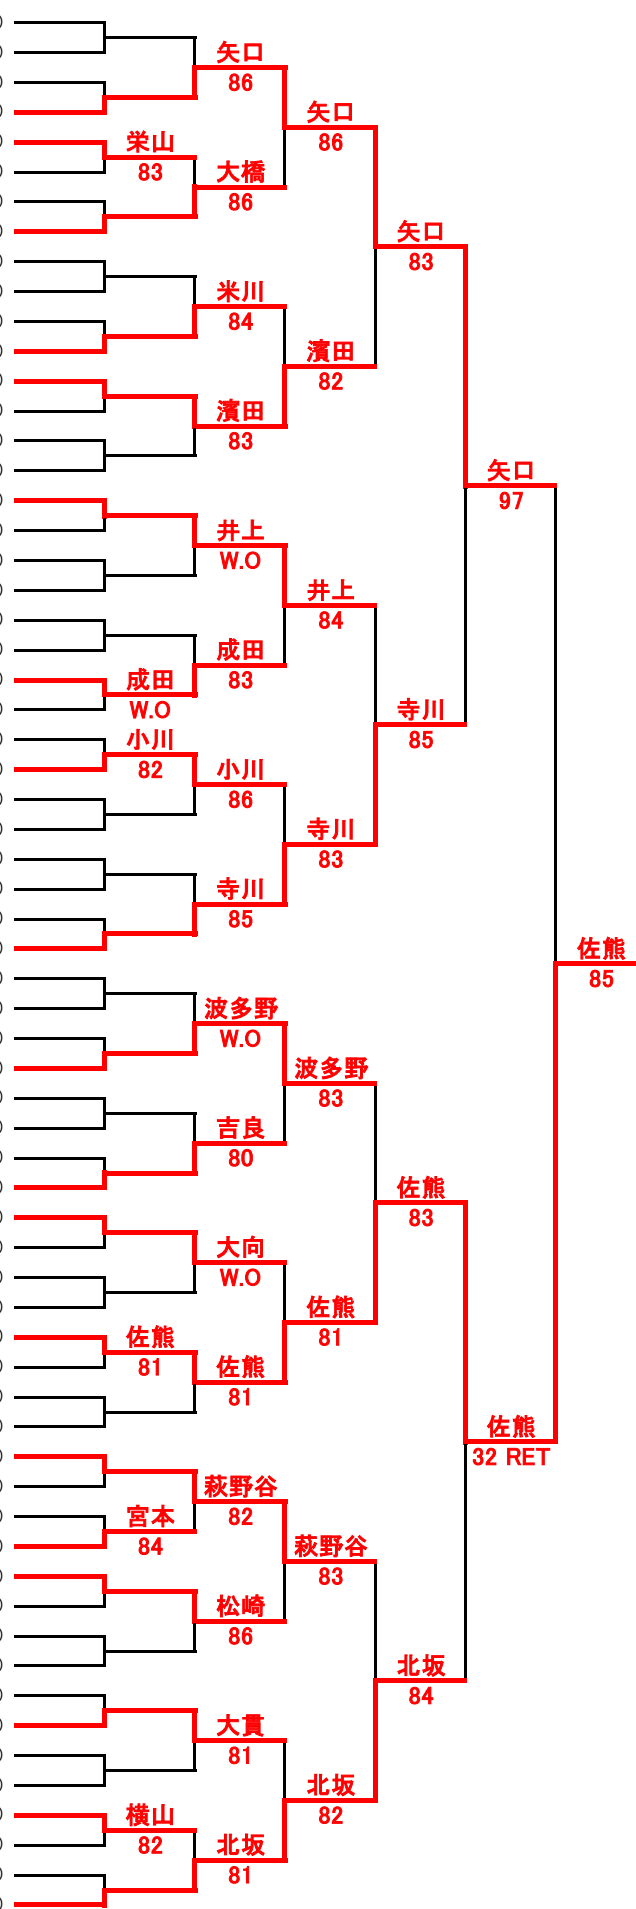 矢口
86
矢口
86
栄山
83
大橋
86
矢口
83
米川
84
濱田
82
濱田
83
矢口
97
井上
W.O
井上
84
成田
83
成田
W.O
寺川
85
小川
82
小川
86
寺川
83
寺川
85
佐熊
85
波多野
W.O
波多野
83
吉良
80
佐熊
83
大向
W.O
佐熊
81
佐熊
81
佐熊
81
佐熊
32 RET
萩野谷
82
宮本
84
萩野谷
83
松崎
86
北坂
84
大貫
81
北坂
82
横山
82
北坂
81